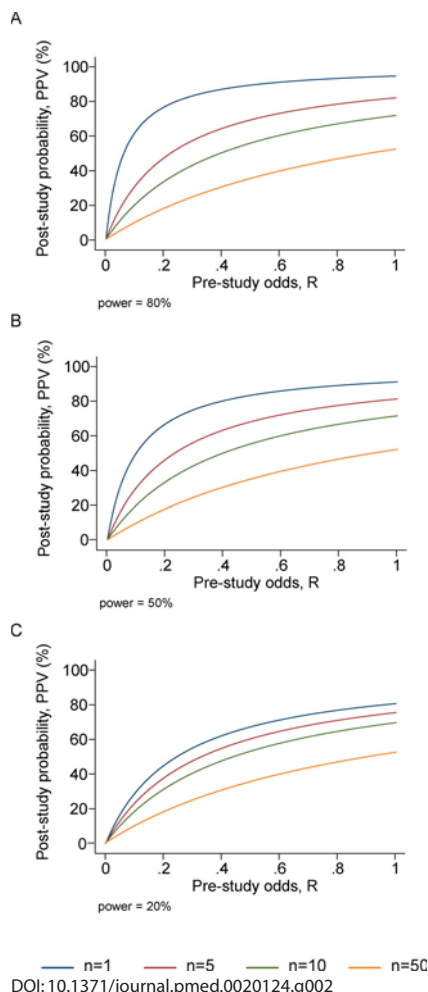 A
Post-study probability, PPV (%)
100
80
60
40
20
0
0 .2 .4 .6 .8 1
Pre-study odds, R
power = 80%
B
Post-study probability, PPV (%)
100
80
60
40
20
0
0 .2 .4 .6 .8 1
Pre-study odds, R
power = 50%
C
Post-study probability, PPV (%)
100
80
60
40
20
0
0 .2 .4 .6 .8 1
Pre-study odds, R
power = 20%
n=1 n=5 n=10 n=50
DOI: 10.1371/journal.pmed.0020124.g002